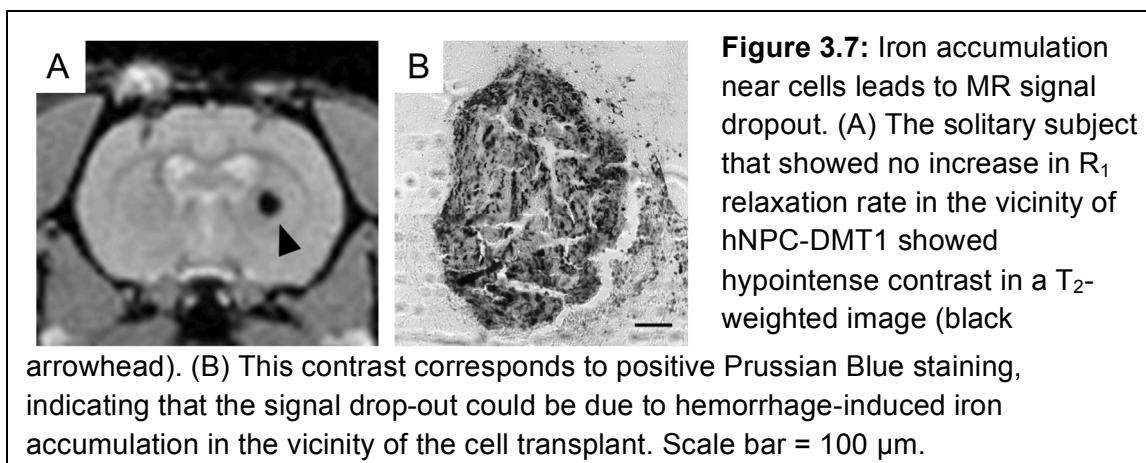 A
B
Figure 3.7: Iron accumulation
near cells leads to MR signal
dropout. (A) The solitary subject
that showed no increase in R₁
relaxation rate in the vicinity of
hNPC-DMT1 showed
hypointense contrast in a T₂-
weighted image (black
arrowhead). (B) This contrast corresponds to positive Prussian Blue staining,
indicating that the signal drop-out could be due to hemorrhage-induced iron
accumulation in the vicinity of the cell transplant. Scale bar = 100 µm.